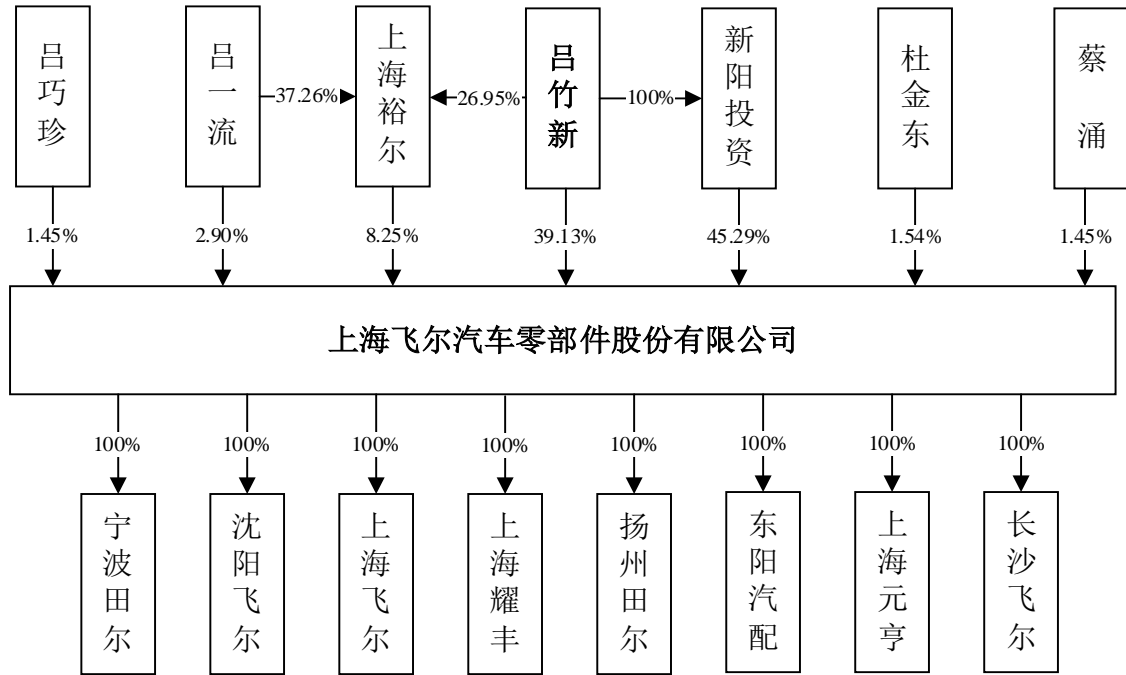 吕巧珍
吕一流
上海裕尔
吕竹新
新阳投资
杜金东
蔡涌
37.26%
26.95%
100%
1.45%
2.90%
8.25%
39.13%
45.29%
1.54%
1.45%
上海飞尔汽车零部件股份有限公司
100%
100%
100%
100%
100%
100%
100%
100%
宁波田尔
沈阳飞尔
上海飞尔
上海耀丰
扬州田尔
东阳汽配
上海元亨
长沙飞尔